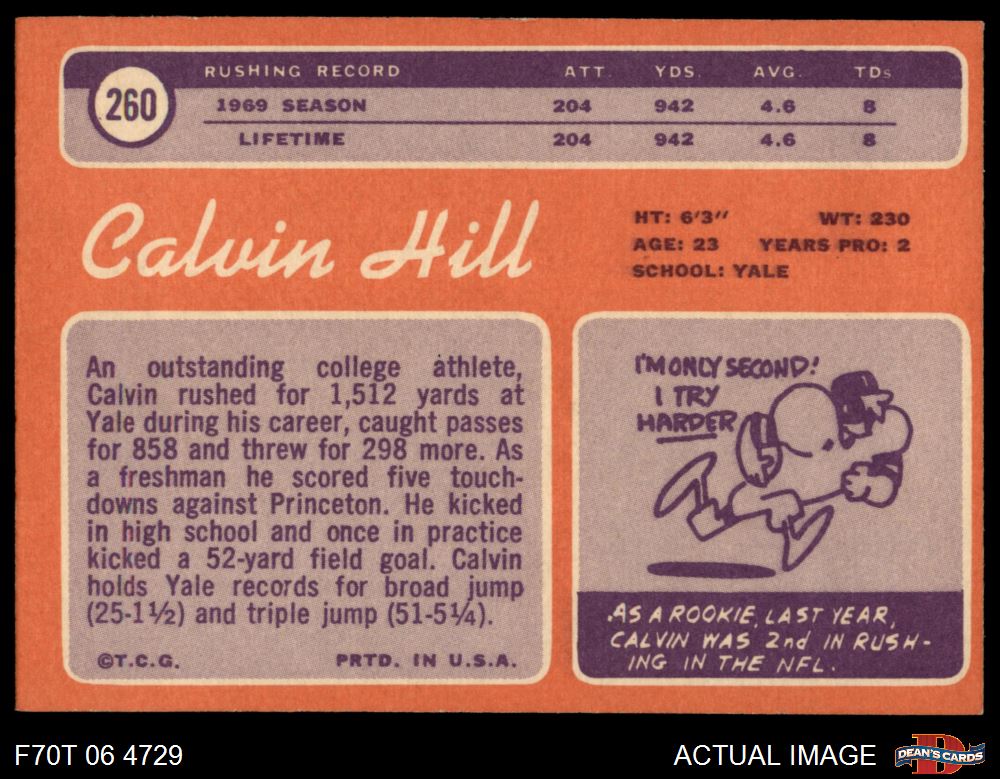 RUSHING RECORD ATT. YDS. AVG. TDs
260
1969 SEASON 204 942 4.6 8
LIFETIME 204 942 4.6 8
Calvin Hill
HT: 6'3" WT: 230
AGE: 23 YEARS PRO: 2
SCHOOL: YALE
An outstanding college athlete,
Calvin rushed for 1,512 yards at
Yale during his career, caught passes
for 858 and threw for 298 more. As
a freshman he scored five touch-
downs against Princeton. He kicked
in high school and once in practice
kicked a 52-yard field goal. Calvin
holds Yale records for broad jump
(25-1½) and triple jump (51-5¼).
©T.C.G. PRTD. IN U.S.A.
I'M ONLY SECOND!
I TRY
HARDER
AS A ROOKIE, LAST YEAR,
CALVIN WAS 2nd IN RUSH-
ING IN THE NFL.
F70T 06 4729 ACTUAL IMAGE DEAN'S CARDS